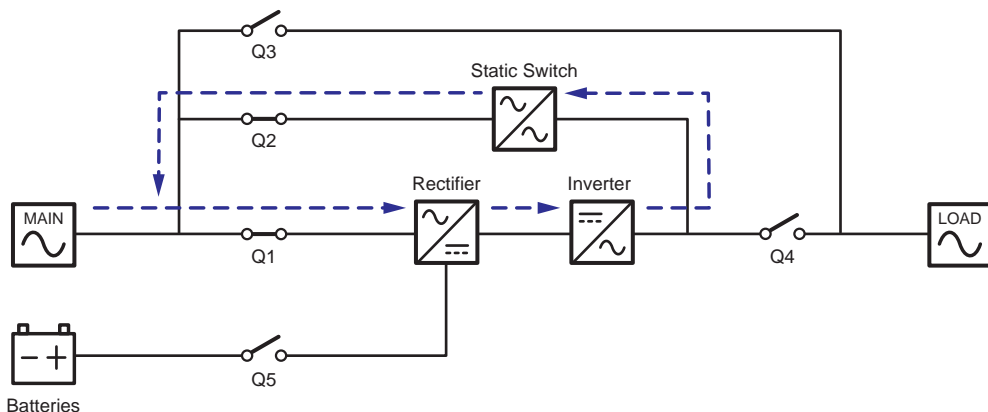 Q3
Static Switch
Q2
Rectifier
Inverter
MAIN
LOAD
Q1
Q4
Q5
Batteries